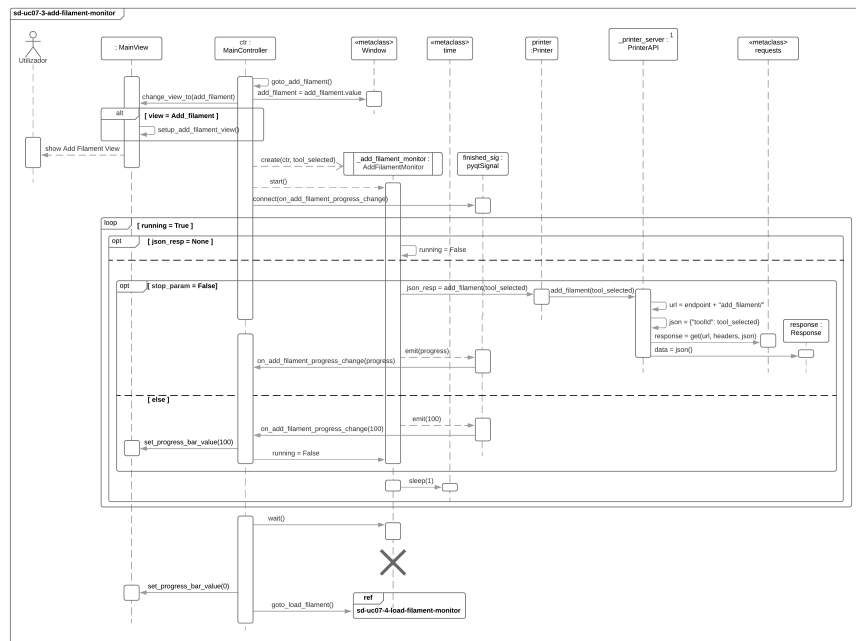 sd-uc07-3-add-filament-monitor
Utilizador
: MainView
ctr :
MainController
«metaclass»
Window
«metaclass»
time
printer
:Printer
_printer_server :
PrinterAPI
1
«metaclass»
requests
goto_add_filament()
change_view_to(add_filament)
add_filament = add_filament.value
alt
[ view = Add_filament ]
setup_add_filament_view()
show Add Filament View
create(ctr, tool_selected)
_add_filament_monitor :
AddFilamentMonitor
finished_sig :
pyqtSignal
start()
connect(on_add_filament_progress_change)
loop
[ running = True ]
opt
[ json_resp = None ]
running = False
opt
[ stop_param = False]
json_resp = add_filament(tool_selected)
add_filament(tool_selected)
url = endpoint + "add_filament/"
json = {"toolId": tool_selected}
response = get(url, headers, json)
response :
Response
data = json()
emit(progress)
on_add_filament_progress_change(progress)
[ else ]
emit(100)
on_add_filament_progress_change(100)
set_progress_bar_value(100)
running = False
sleep(1)
wait()
set_progress_bar_value(0)
goto_load_filament()
ref
sd-uc07-4-load-filament-monitor